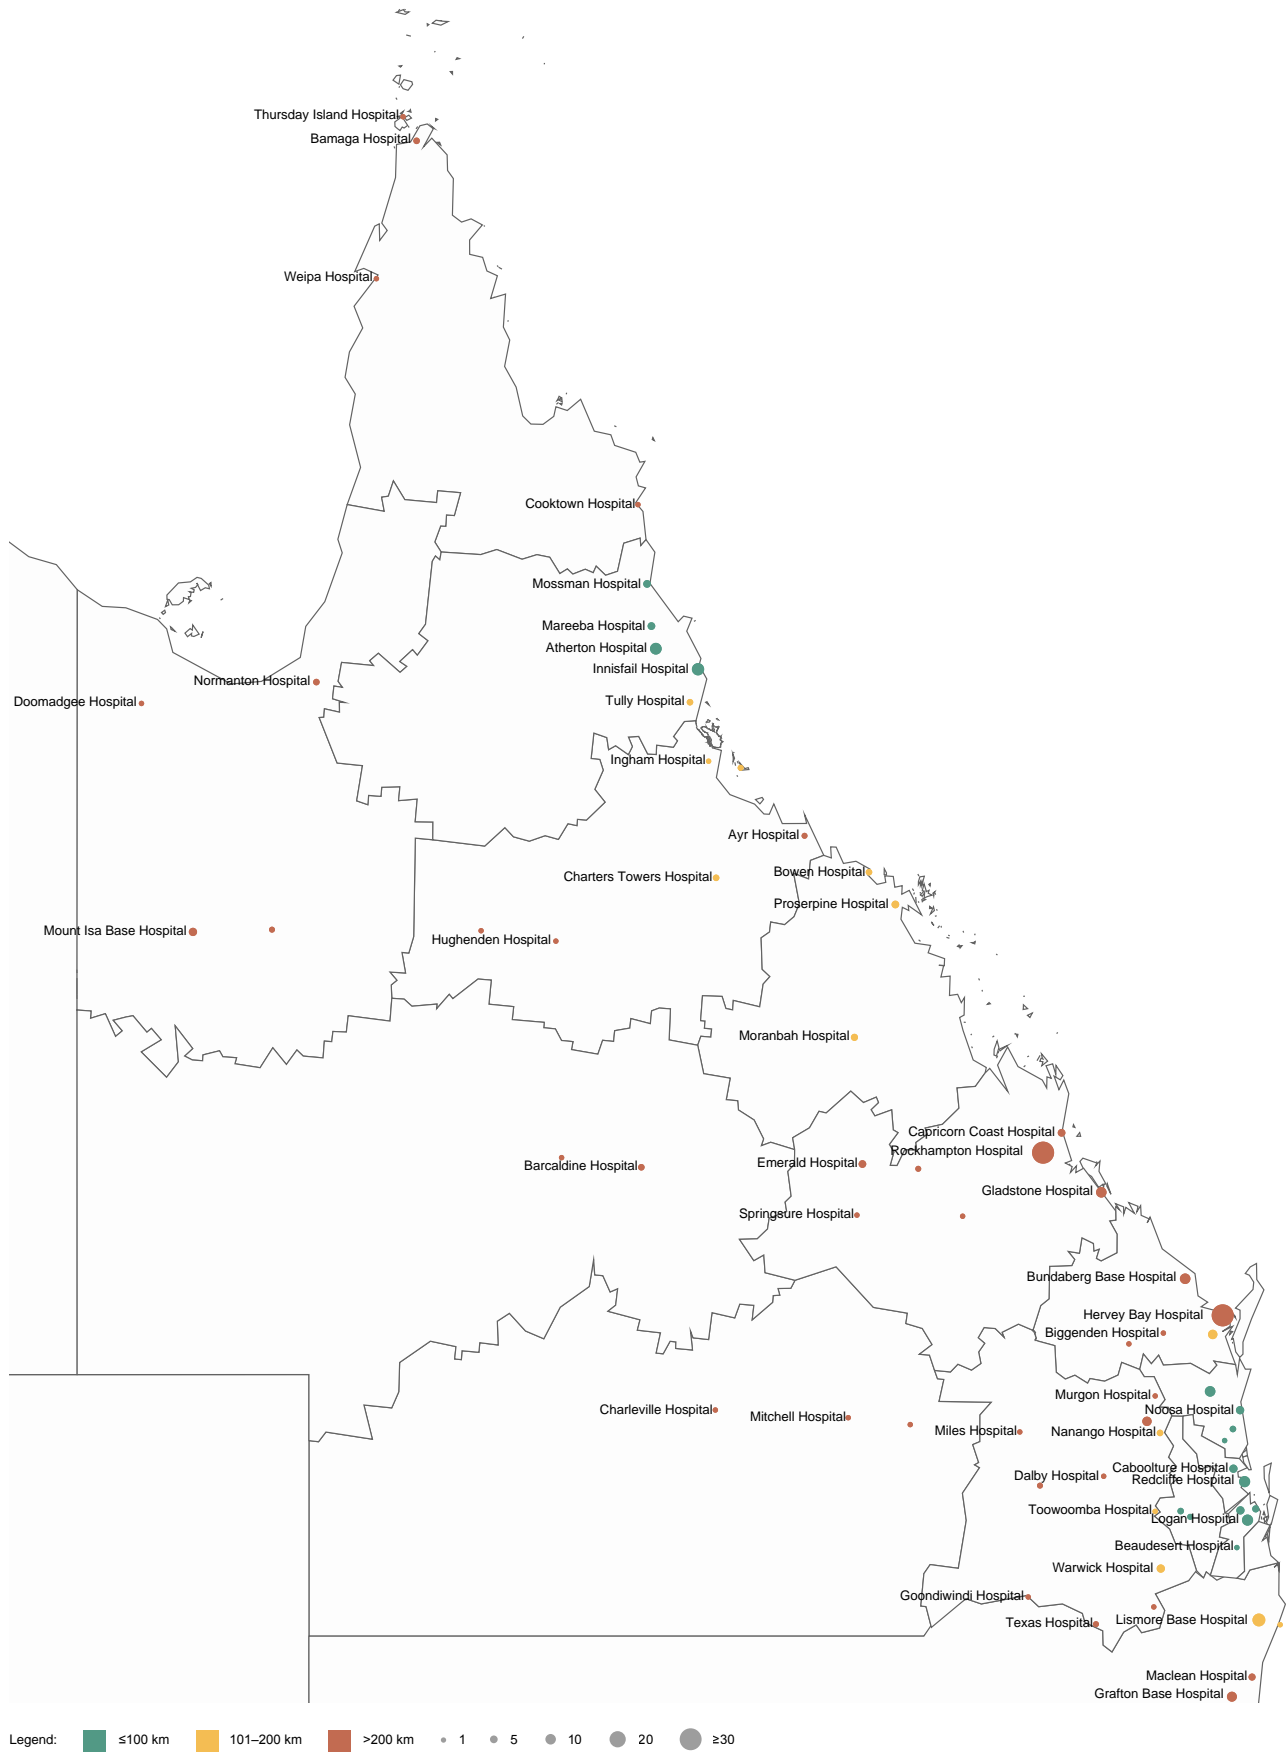 Thursday Island Hospital
Bamaga Hospital
Weipa Hospital
Cooktown Hospital
Mossman Hospital
Mareeba Hospital
Atherton Hospital
Innisfail Hospital
Normanton Hospital
Doomadgee Hospital
Tully Hospital
Ingham Hospital
Ayr Hospital
Bowen Hospital
Charters Towers Hospital
Proserpine Hospital
Mount Isa Base Hospital
Hughenden Hospital
Moranbah Hospital
Capricorn Coast Hospital
Rockhampton Hospital
Emerald Hospital
Barcaldine Hospital
Gladstone Hospital
Springsure Hospital
Bundaberg Base Hospital
Hervey Bay Hospital
Biggenden Hospital
Murgon Hospital
Noosa Hospital
Charleville Hospital
Mitchell Hospital
Miles Hospital
Nanango Hospital
Caboolture Hospital
Dalby Hospital
Redcliffe Hospital
Toowoomba Hospital
Logan Hospital
Beaudesert Hospital
Warwick Hospital
Goondiwindi Hospital
Texas Hospital
Lismore Base Hospital
Maclean Hospital
Grafton Base Hospital
Legend: ≤100 km 101–200 km >200 km 1 5 10 20 ≥30